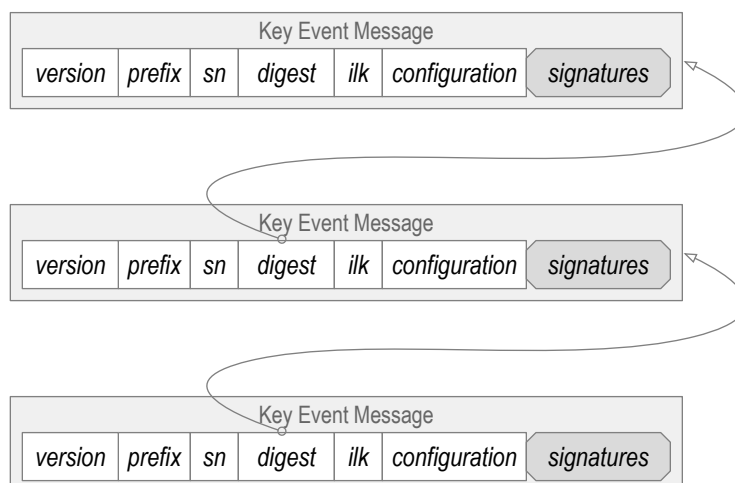 Key Event Message
version prefix sn digest ilk configuration signatures
Key Event Message
version prefix sn digest ilk configuration signatures
Key Event Message
version prefix sn digest ilk configuration signatures